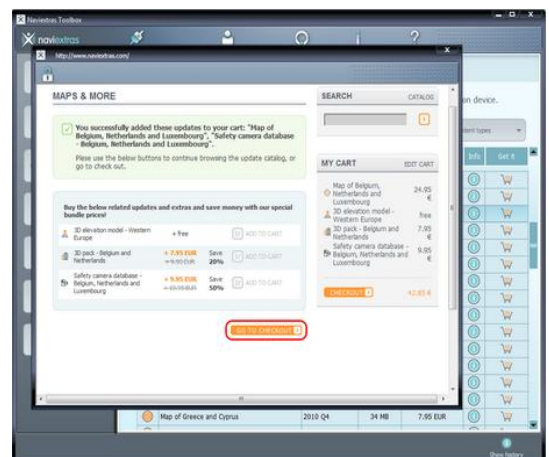 Naviextras Toolbox
naviextras
?
http://www.naviextras.com/
X
MAPS & MORE
You successfully added these updates to your cart: "Map of
Belgium, Netherlands and Luxembourg", "Safety camera database
- Belgium, Netherlands and Luxembourg".
Plese use the below buttons to continue browsing the update catalog, or
go to check out.
Buy the below related updates and extras and save money with our special
bundle prices!
3D elevation model - Western
Europe
+ free
ADD TO CART
3D pack - Belgium and
Netherlands
+ 7.95 EUR
+ 9.95 EUR
Save
20%
ADD TO CART
Safety camera database -
Belgium, Netherlands and
Luxembourg
+ 9.95 EUR
+ 19.95 EUR
Save
50%
ADD TO CART
GO TO CHECKOUT
SEARCH
CATALOG
MY CART
EDIT CART
Map of Belgium,
Netherlands and
Luxembourg
24.95
€
3D elevation model -
Western Europe
free
3D pack - Belgium and
Netherlands
7.95
€
Safety camera database -
Belgium, Netherlands and
Luxembourg
9.95
€
CHECKOUT
42.85 €
on device.
Info
Get it
Map of Greece and Cyprus
2010 Q4
34 MB
7.95 EUR
Show history